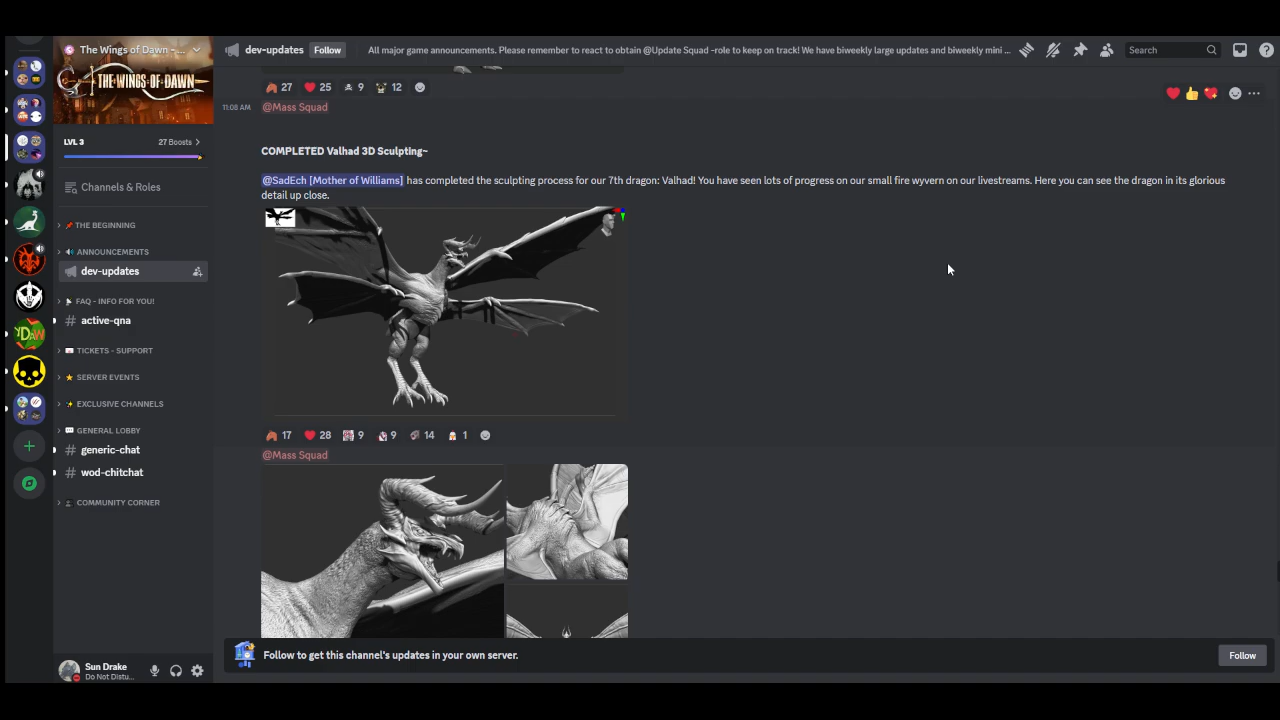 The Wings of Dawn ~...
THE WINGS OF DAWN
LVL 3
27 Boosts
Channels & Roles
THE BEGINNING
ANNOUNCEMENTS
dev-updates
FAQ - INFO FOR YOU!
active-qna
TICKETS - SUPPORT
SERVER EVENTS
EXCLUSIVE CHANNELS
GENERAL LOBBY
generic-chat
wod-chitchat
COMMUNITY CORNER
Sun Drake
Do Not Distu...
dev-updates
Follow
All major game announcements. Please remember to react to obtain @Update Squad -role to keep on track! We have biweekly large updates and biweekly mini ...
Search
27 25 9 12
11:08 AM
@Mass Squad
COMPLETED Valhad 3D Sculpting~
@SadEch [Mother of Williams] has completed the sculpting process for our 7th dragon: Valhad! You have seen lots of progress on our small fire wyvern on our livestreams. Here you can see the dragon in its glorious
detail up close.
17 28 9 9 14 1
@Mass Squad
Follow to get this channel's updates in your own server.
Follow